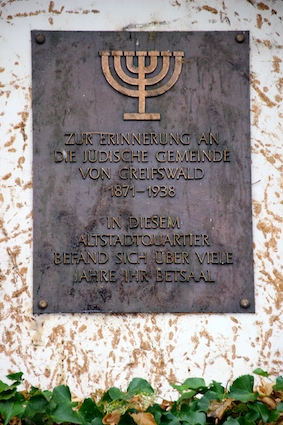 ZUR ERINNERUNG AN
DIE JÜDISCHE GEMEINDE
VON GREIFSWALD
1871–1938
IN DIESEM
ALTSTADTQUARTIER
BEFAND SICH ÜBER VIELE
JAHRE IHR BETSAAL